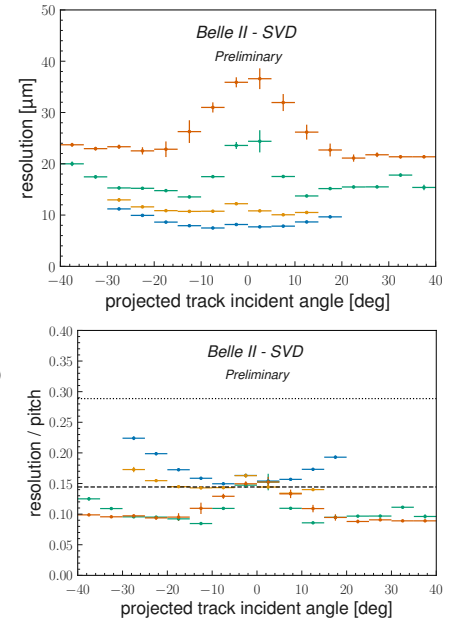 50
40
30
20
10
0
resolution [μm]
Belle II - SVD
Preliminary
−40 −30 −20 −10 0 10 20 30 40
projected track incident angle [deg]
0.40
0.35
0.30
0.25
0.20
0.15
0.10
0.05
0.00
resolution / pitch
Belle II - SVD
Preliminary
−40 −30 −20 −10 0 10 20 30 40
projected track incident angle [deg]